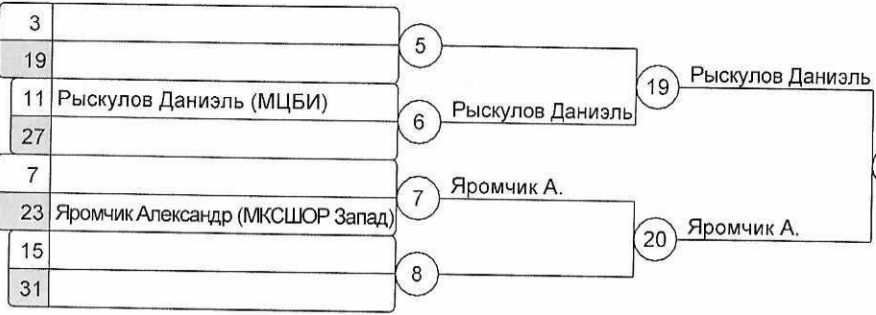 3
5
19
19 Рыскулов Даниэль
11 Рыскулов Даниэль (МЦБИ)
6 Рыскулов Даниэль
27
7
7 Яромчик А.
23 Яромчик Александр (МКСШОР Запад)
20 Яромчик А.
15
8
31